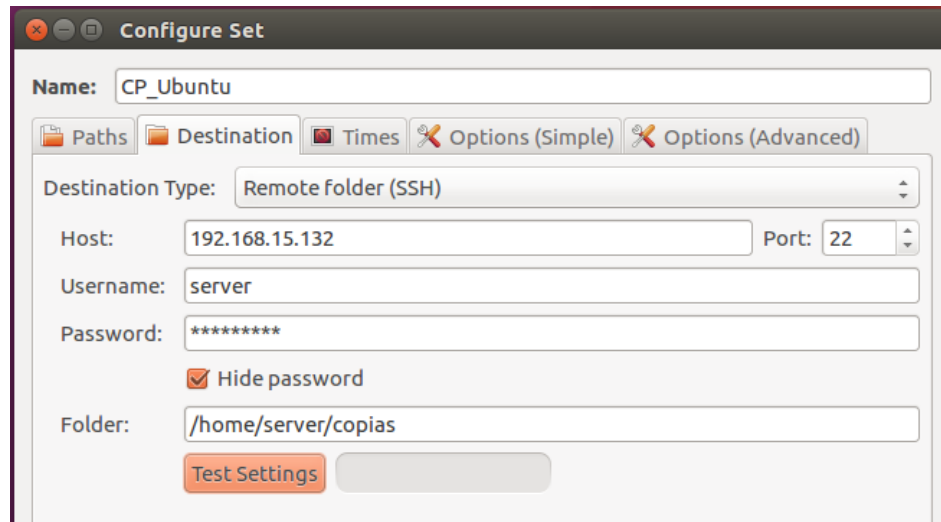 Configure Set
Name: CP_Ubuntu
Paths Destination Times Options (Simple) Options (Advanced)
Destination Type: Remote folder (SSH)
Host: 192.168.15.132 Port: 22
Username: server
Password: *********
Hide password
Folder: /home/server/copias
Test Settings